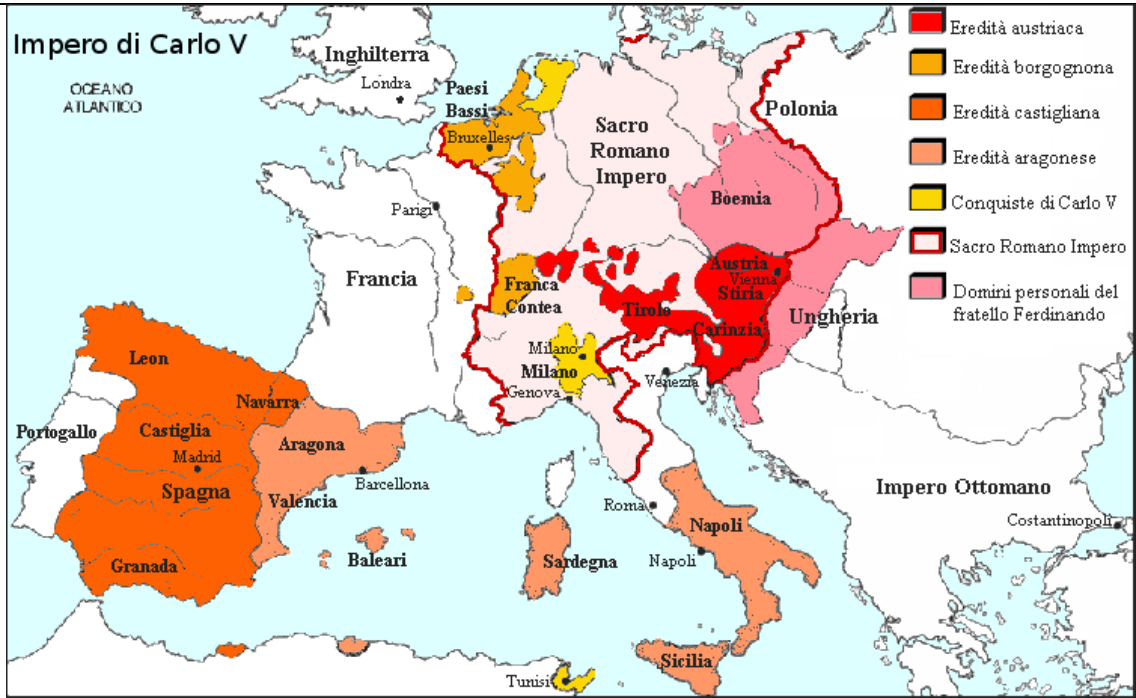 Impero di Carlo V
OCEANO
ATLANTICO
Inghilterra
Londra
Paesi
Bassi
Bruxelles
Sacro
Romano
Impero
Polonia
Boemia
Parigi
Francia
Franca
Contea
Austria
Vienna
Stiria
Tirolo
Carinzia
Ungheria
Milano
Milano
Genova
Venezia
Leon
Navarra
Portogallo
Castiglia
Madrid
Spagna
Aragona
Barcellona
Valencia
Granada
Baleari
Sardegna
Roma
Napoli
Napoli
Sicilia
Tunisi
Impero Ottomano
Costantinopoli
Eredità austriaca
Eredità borgognona
Eredità castigliana
Eredità aragonese
Conquiste di Carlo V
Sacro Romano Impero
Domini personali del
fratello Ferdinando